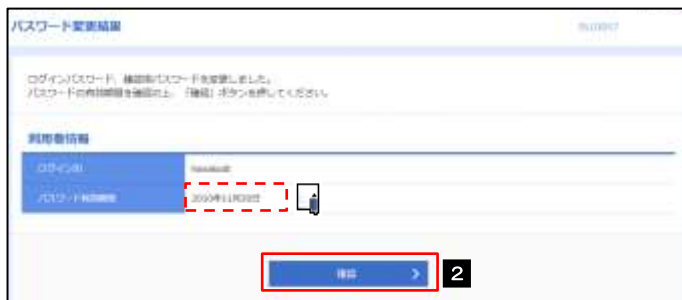 パスワード変更結果
BLI0017
ログインパスワード、確認用パスワードを変更しました。
パスワードの有効期限を確認の上、「確認」ボタンを押してください。
利用者情報
ログインID
パスワード有効期限
確認
2